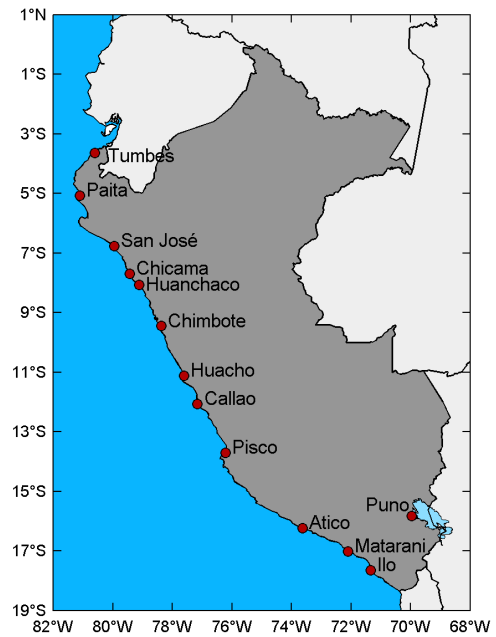 1°N
1°S
3°S
Tumbes
5°S
Paita
San José
7°S
Chicama
Huanchaco
9°S
Chimbote
11°S
Huacho
Callao
13°S
Pisco
15°S
Puno
Atico
17°S
Matarani
Ilo
19°S
82°W 80°W 78°W 76°W 74°W 72°W 70°W 68°W